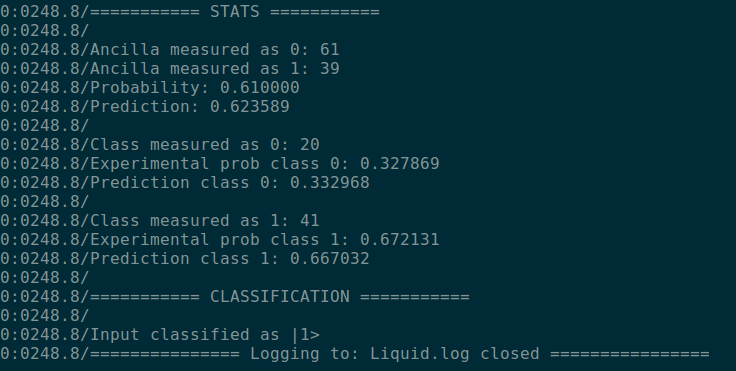 0:0248.8/=========== STATS ===========
0:0248.8/
0:0248.8/Ancilla measured as 0: 61
0:0248.8/Ancilla measured as 1: 39
0:0248.8/Probability: 0.610000
0:0248.8/Prediction: 0.623589
0:0248.8/
0:0248.8/Class measured as 0: 20
0:0248.8/Experimental prob class 0: 0.327869
0:0248.8/Prediction class 0: 0.332968
0:0248.8/
0:0248.8/Class measured as 1: 41
0:0248.8/Experimental prob class 1: 0.672131
0:0248.8/Prediction class 1: 0.667032
0:0248.8/
0:0248.8/=========== CLASSIFICATION ===========
0:0248.8/
0:0248.8/Input classified as |1>
0:0248.8/=============== Logging to: Liquid.log closed ================